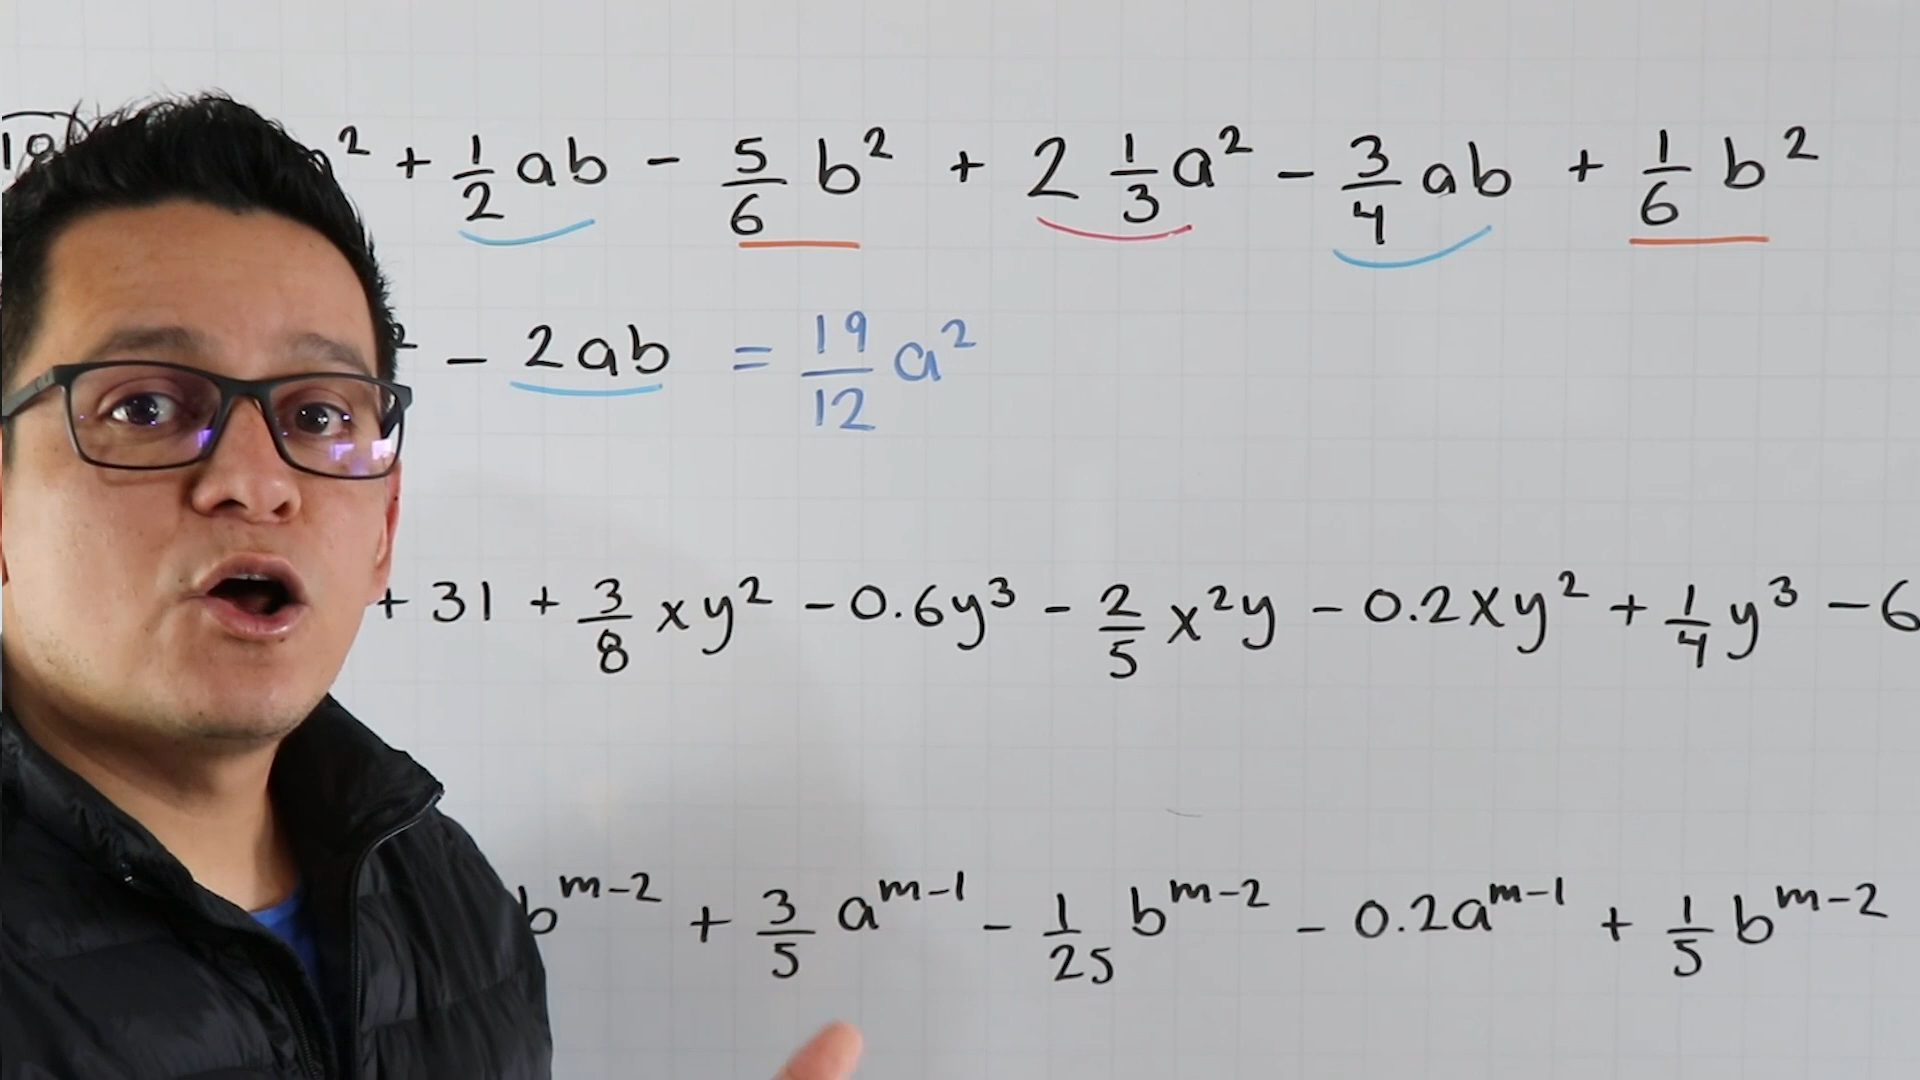 ² + 1/2 ab - 5/6 b² + 2 1/3 a² - 3/4 ab + 1/6 b²
² - 2ab = 19/12 a²
+ 31 + 3/8 xy² - 0.6y³ - 2/5 x²y - 0.2xy² + 1/4 y³ - 6
b^m-2 + 3/5 a^m-1 - 1/25 b^m-2 - 0.2a^m-1 + 1/5 b^m-2